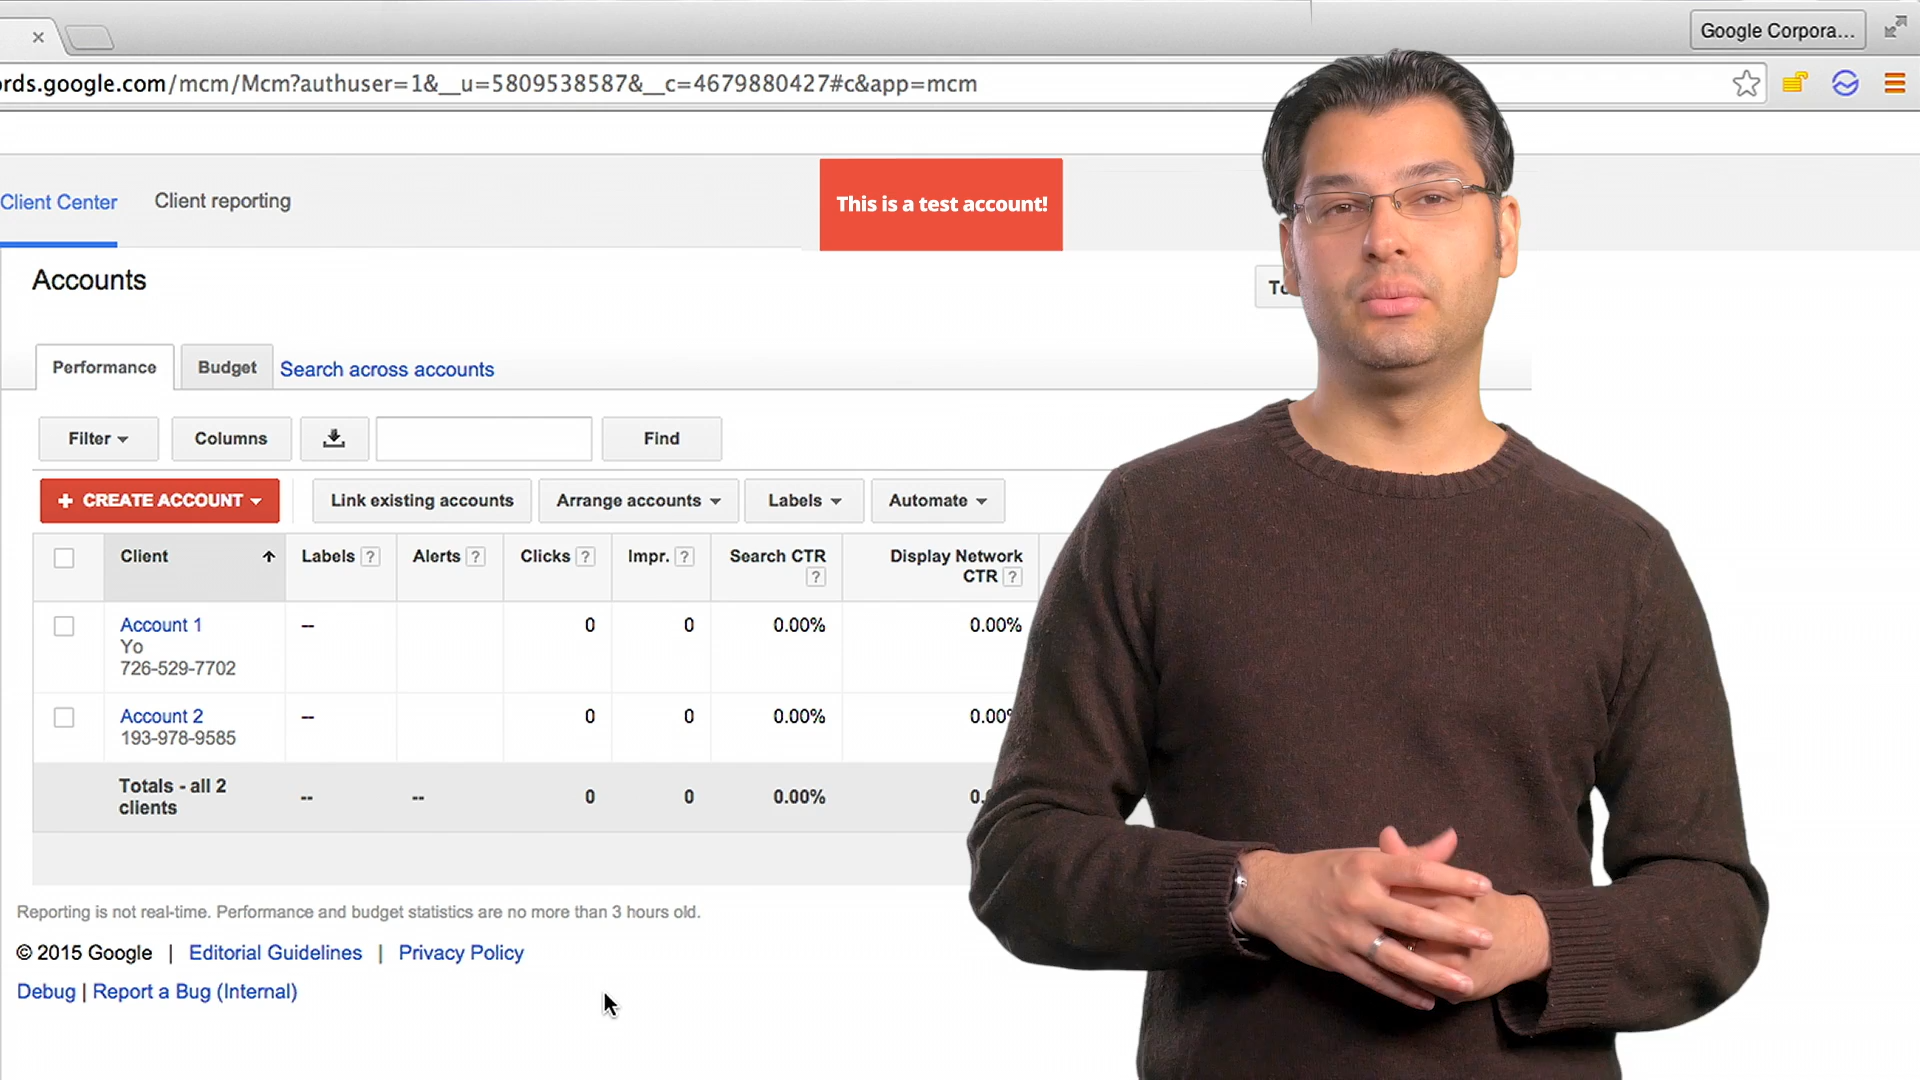 Google Corpora...
rds.google.com/mcm/Mcm?authuser=1&__u=5809538587&__c=4679880427#c&app=mcm
Client Center Client reporting
This is a test account!
Accounts
Performance Budget Search across accounts
Filter Columns Find
+ CREATE ACCOUNT Link existing accounts Arrange accounts Labels Automate
Client Labels ? Alerts ? Clicks ? Impr. ? Search CTR ? Display Network CTR ?
Account 1 -- 0 0 0.00% 0.00%
Yo
726-529-7702
Account 2 -- 0 0 0.00% 0.00%
193-978-9585
Totals - all 2 clients -- -- 0 0 0.00% 0.
Reporting is not real-time. Performance and budget statistics are no more than 3 hours old.
© 2015 Google | Editorial Guidelines | Privacy Policy
Debug | Report a Bug (Internal)